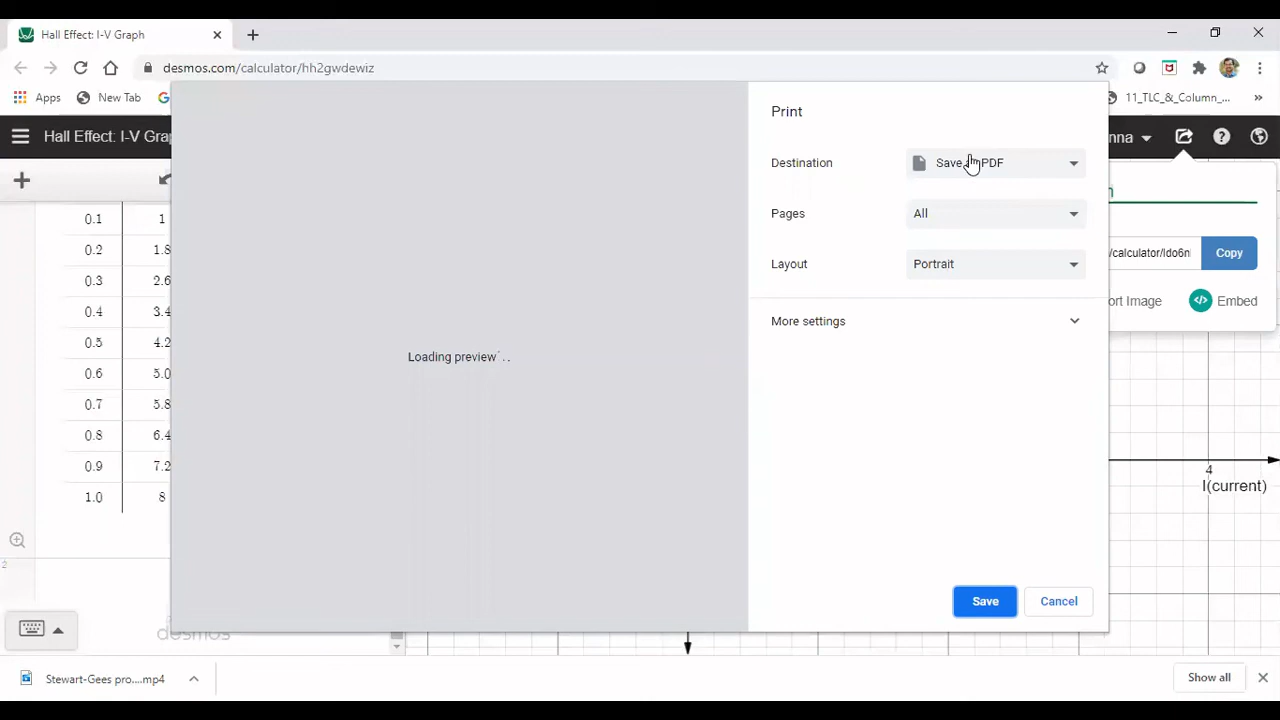 Hall Effect: I-V Graph
desmos.com/calculator/hh2gwdewiz
Apps
New Tab
11_TLC_&_Column_...
»
Hall Effect: I-V Gra
nna
Print
Destination
Save PDF
Pages
All
Layout
Portrait
More settings
Loading preview
Save
Cancel
/calculator/ldo6n
Copy
ort Image
Embed
0.1 1
0.2 1.8
0.3 2.6
0.4 3.4
0.5 4.2
0.6 5.0
0.7 5.8
0.8 6.4
0.9 7.2
1.0 8
2
desmos
4
I(current)
Stewart-Gees pro....mp4
Show all